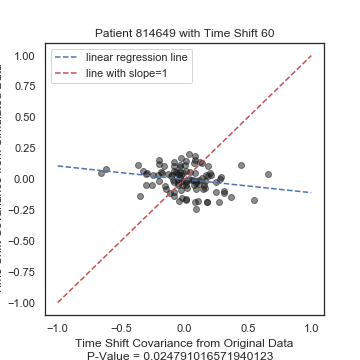 Patient 814649 with Time Shift 60
linear regression line
line with slope=1
1.00
0.75
0.50
0.25
0.00
−0.25
−0.50
−0.75
−1.00
−1.0 −0.5 0.0 0.5 1.0
Time Shift Covariance from Original Data
P-Value = 0.024791016571940123